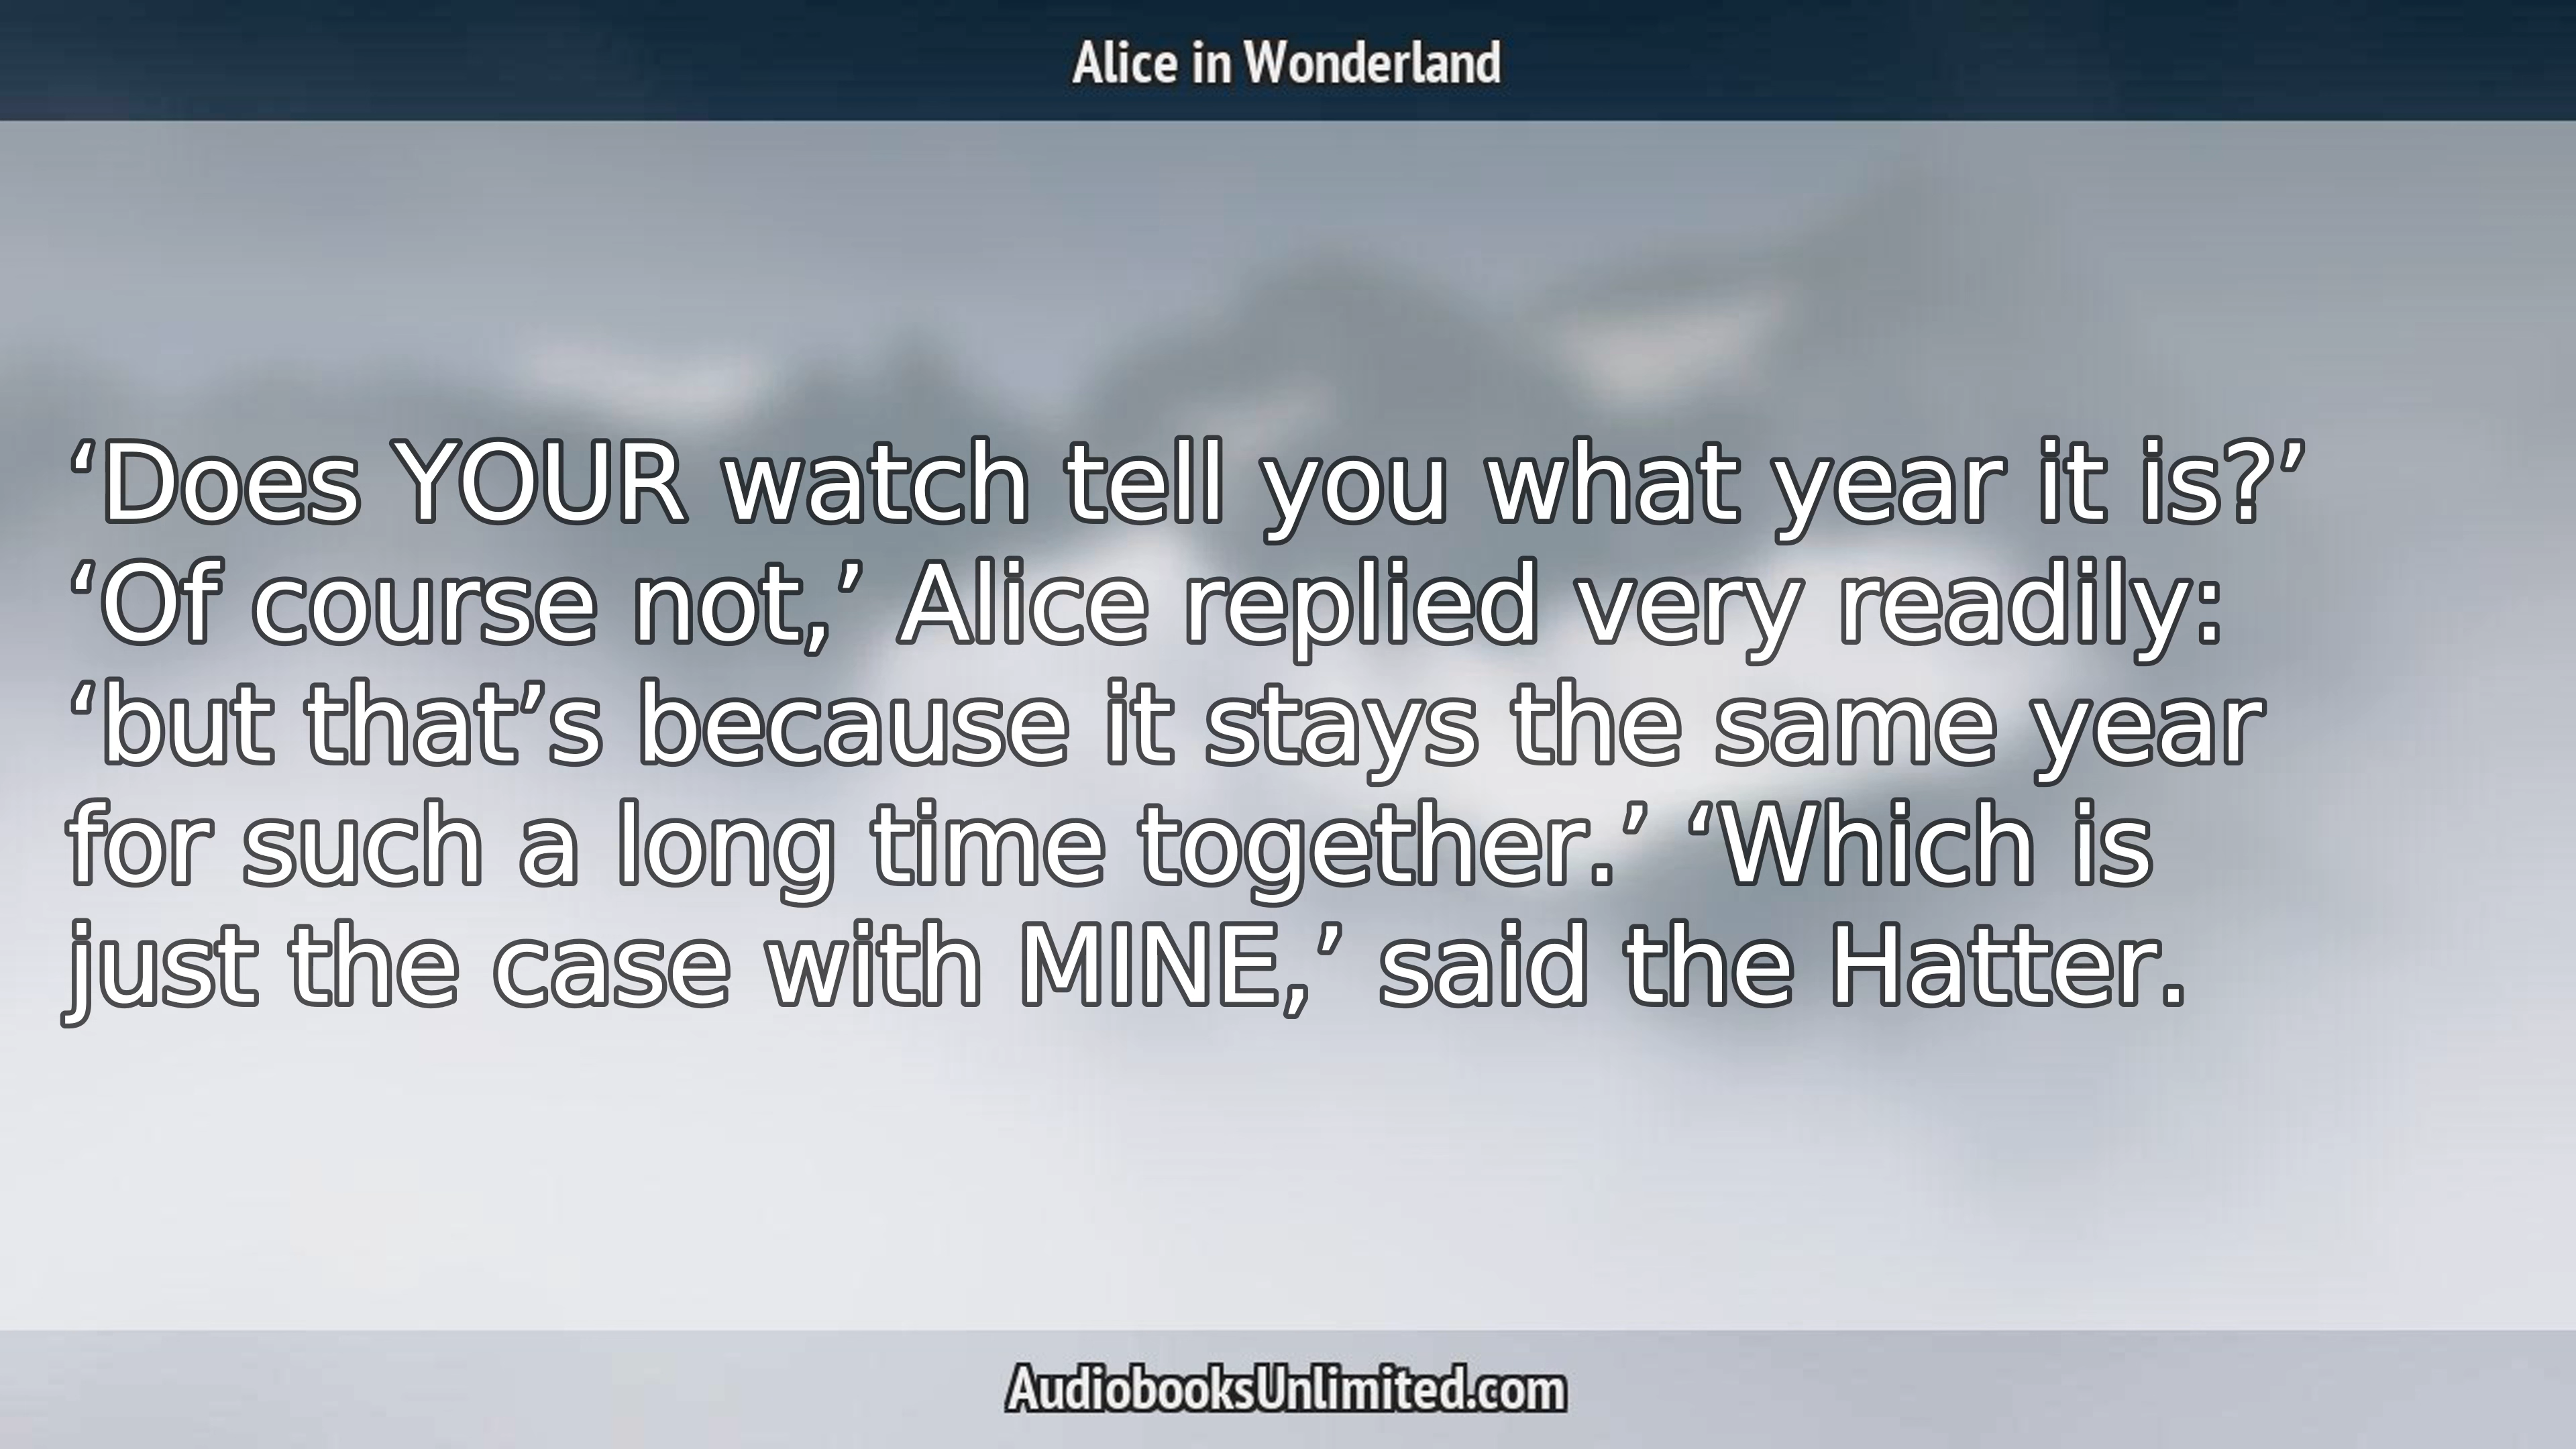 Alice in Wonderland
‘Does YOUR watch tell you what year it is?’
‘Of course not,’ Alice replied very readily:
‘but that’s because it stays the same year
for such a long time together.’ ‘Which is
just the case with MINE,’ said the Hatter.
AudiobooksUnlimited.com